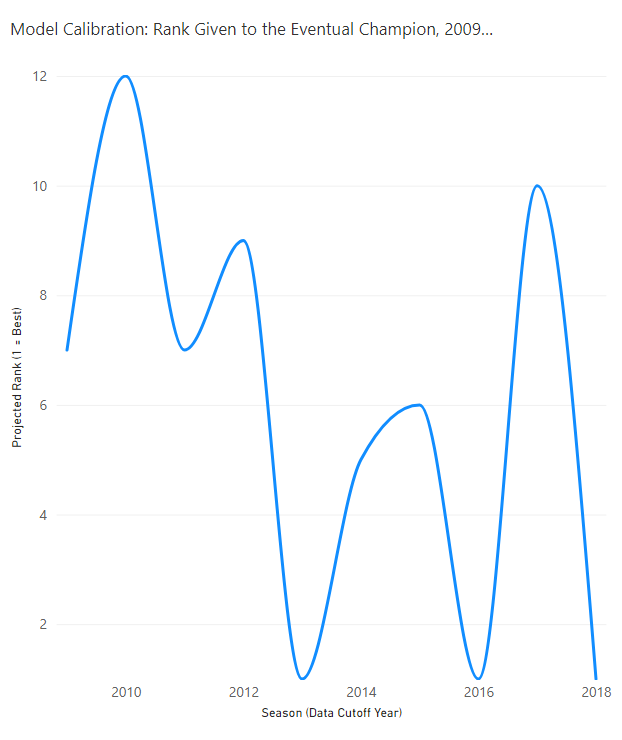 Model Calibration: Rank Given to the Eventual Champion, 2009...
12
10
8
6
4
2
Projected Rank (1 = Best)
2010 2012 2014 2016 2018
Season (Data Cutoff Year)